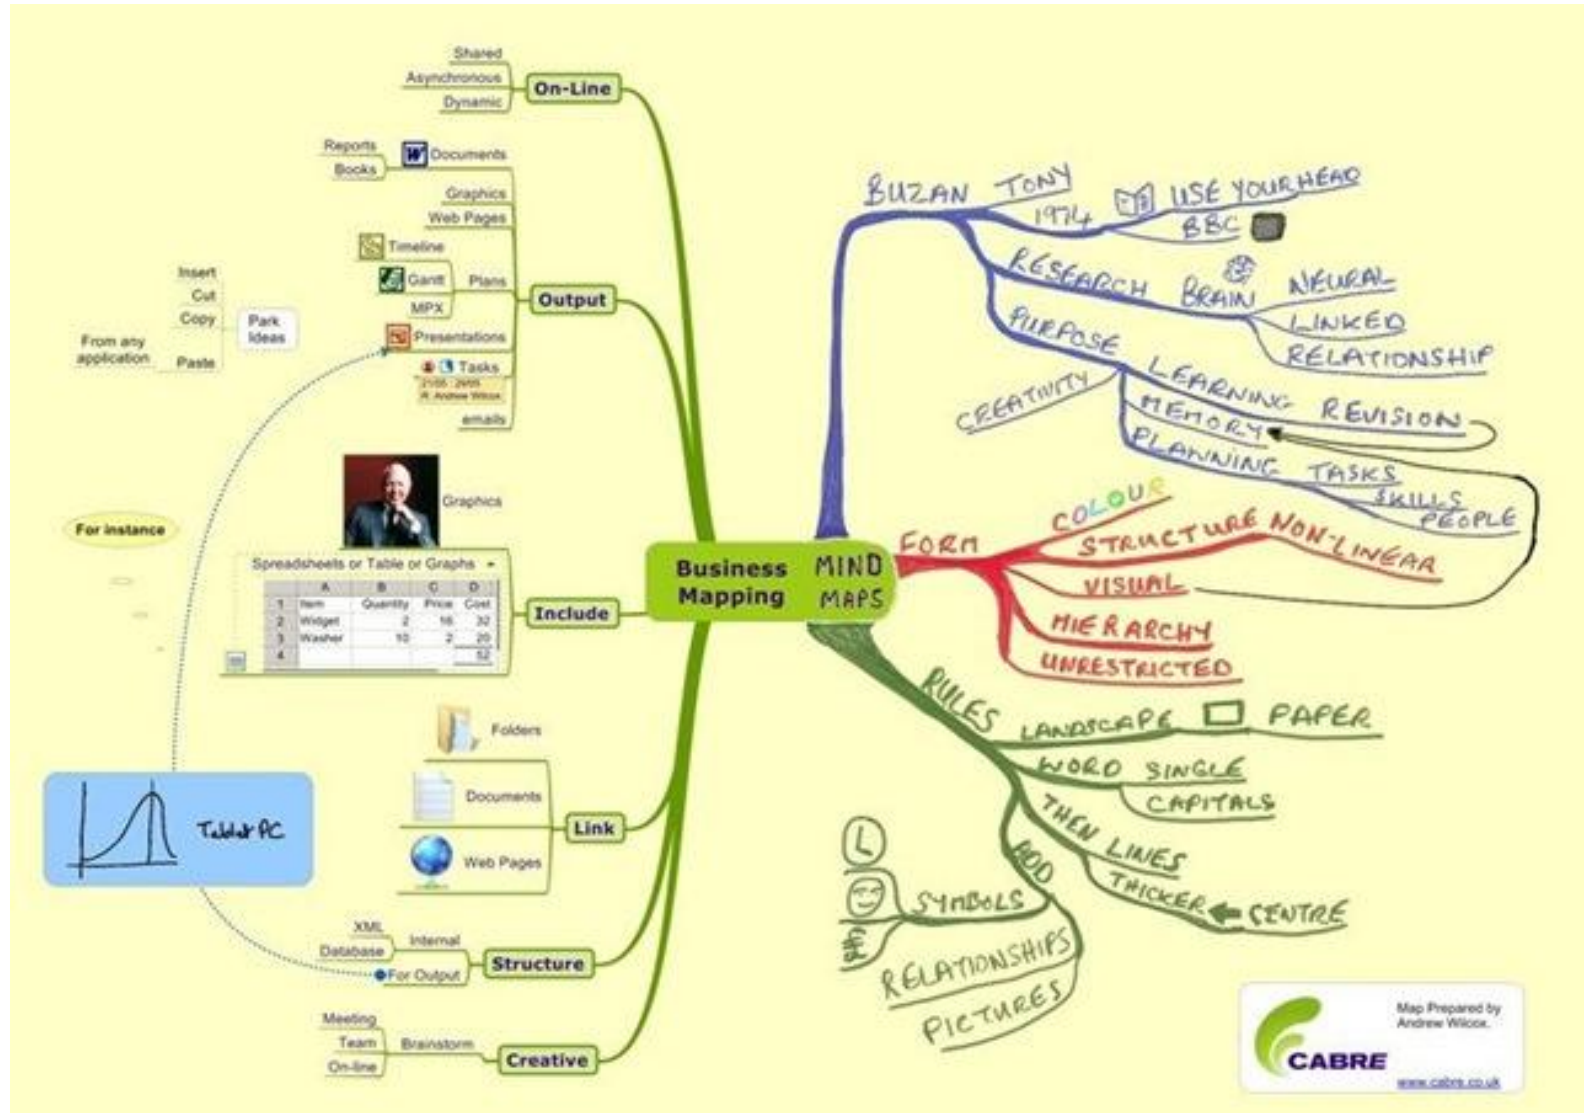 Shared
Asynchronous
Dynamic
On-Line
Reports
Books
Documents
Graphics
Web Pages
Timeline
Gantt
MPX
Plans
Presentations
Tasks
R: Andrew Wilcox
emails
Output
Insert
Cut
Copy
Paste
From any
application
Park
Ideas
For instance
Graphics
Spreadsheets or Table or Graphs
A B C D
1 Item Quantity Price Cost
2 Widget 2 16 32
3 Washer 10 2 20
4 52
Include
Folders
Documents
Web Pages
Link
Tablet PC
XML
Database
Internal
For Output
Structure
Meeting
Team
On-line
Brainstorm
Creative
Business
Mapping
MIND
MAPS
BUZAN TONY
1974
USE YOUR HEAD
BBC
RESEARCH BRAIN
NEURAL
LINKED
RELATIONSHIP
PURPOSE
CREATIVITY
LEARNING REVISION
MEMORY
PLANNING TASKS
SKILLS
PEOPLE
FORM
COLOUR
STRUCTURE NON-LINEAR
VISUAL
HIERARCHY
UNRESTRICTED
RULES
LANDSCAPE PAPER
WORD SINGLE
CAPITALS
THEN LINES
THICKER CENTRE
ADD
SYMBOLS
L
RELATIONSHIPS
PICTURES
Map Prepared by
Andrew Wilcox.
CABRE
www.cabre.co.uk